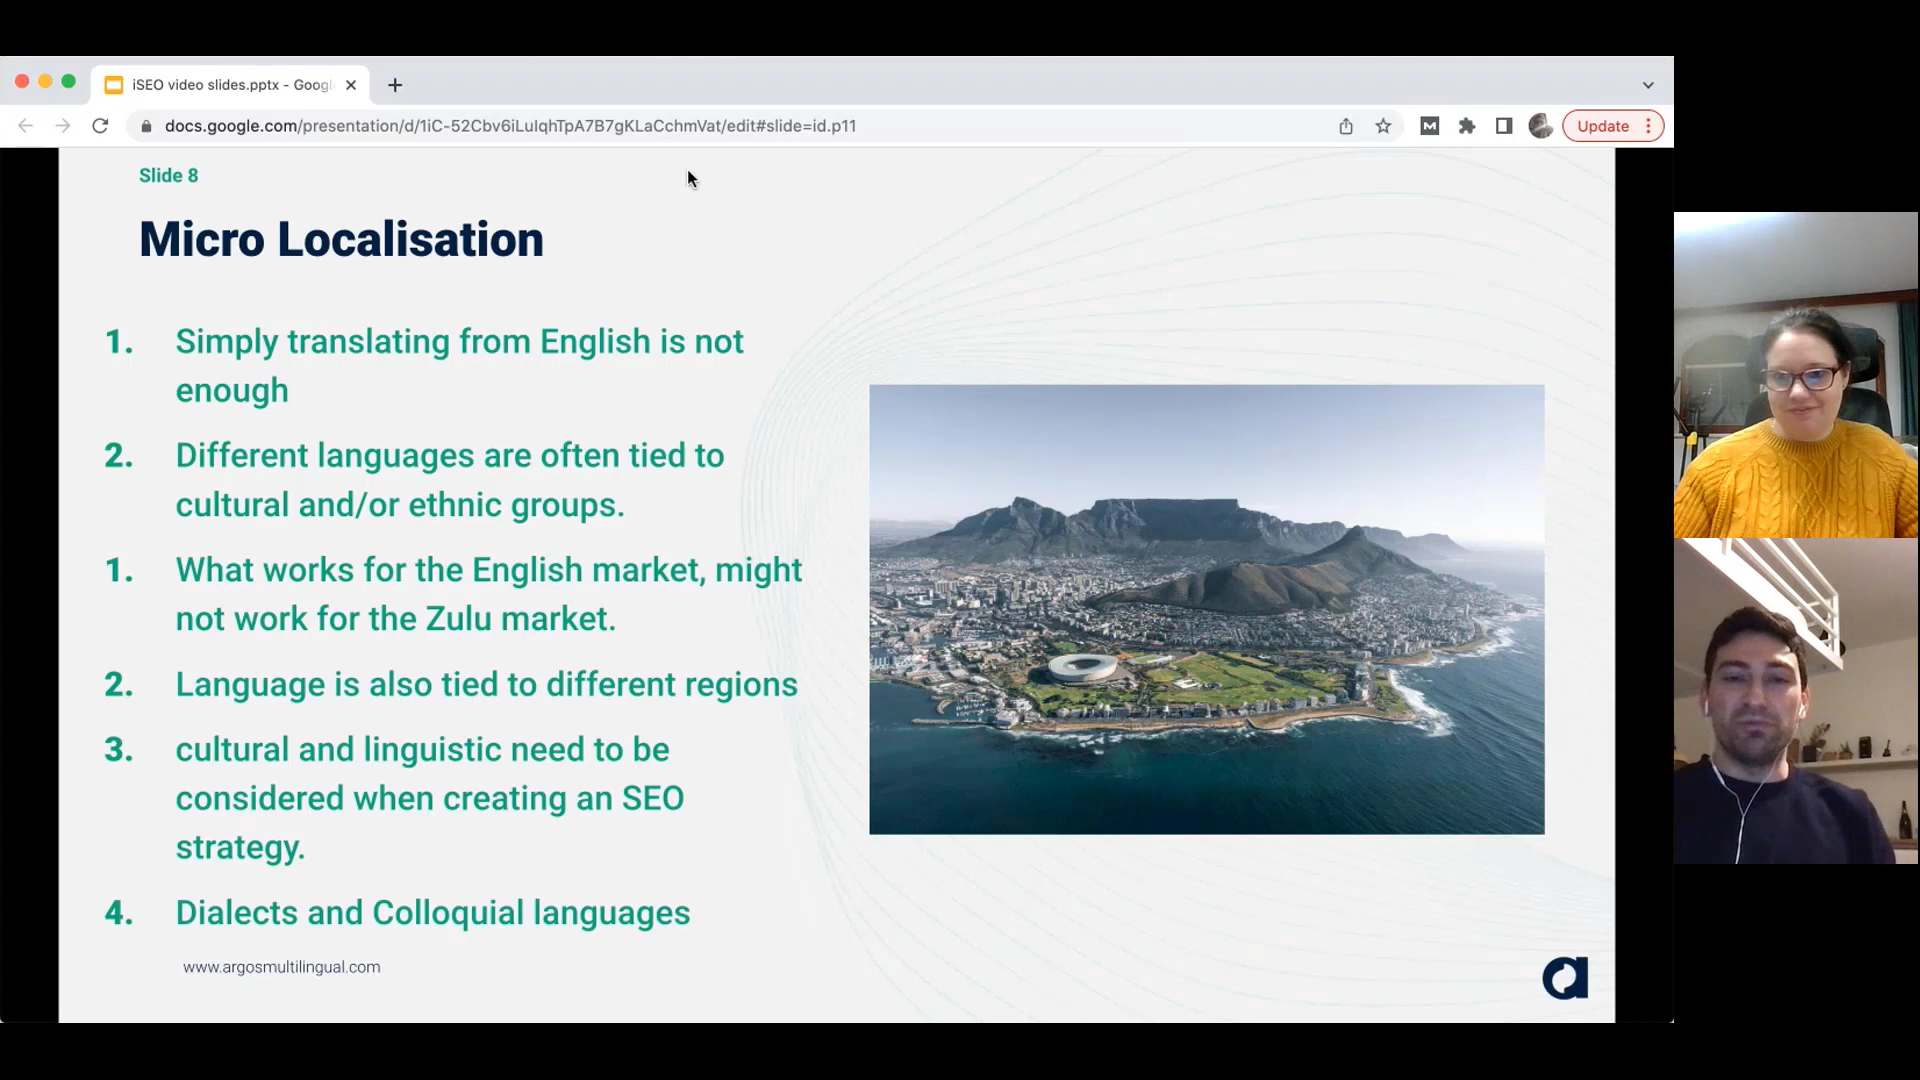 iSEO video slides.pptx - Googl
docs.google.com/presentation/d/1iC-52Cbv6iLuIqhTpA7B7gKLaCchmVat/edit#slide=id.p11
Update
Slide 8
Micro Localisation
1. Simply translating from English is not
enough
2. Different languages are often tied to
cultural and/or ethnic groups.
1. What works for the English market, might
not work for the Zulu market.
2. Language is also tied to different regions
3. cultural and linguistic need to be
considered when creating an SEO
strategy.
4. Dialects and Colloquial languages
www.argosmultilingual.com